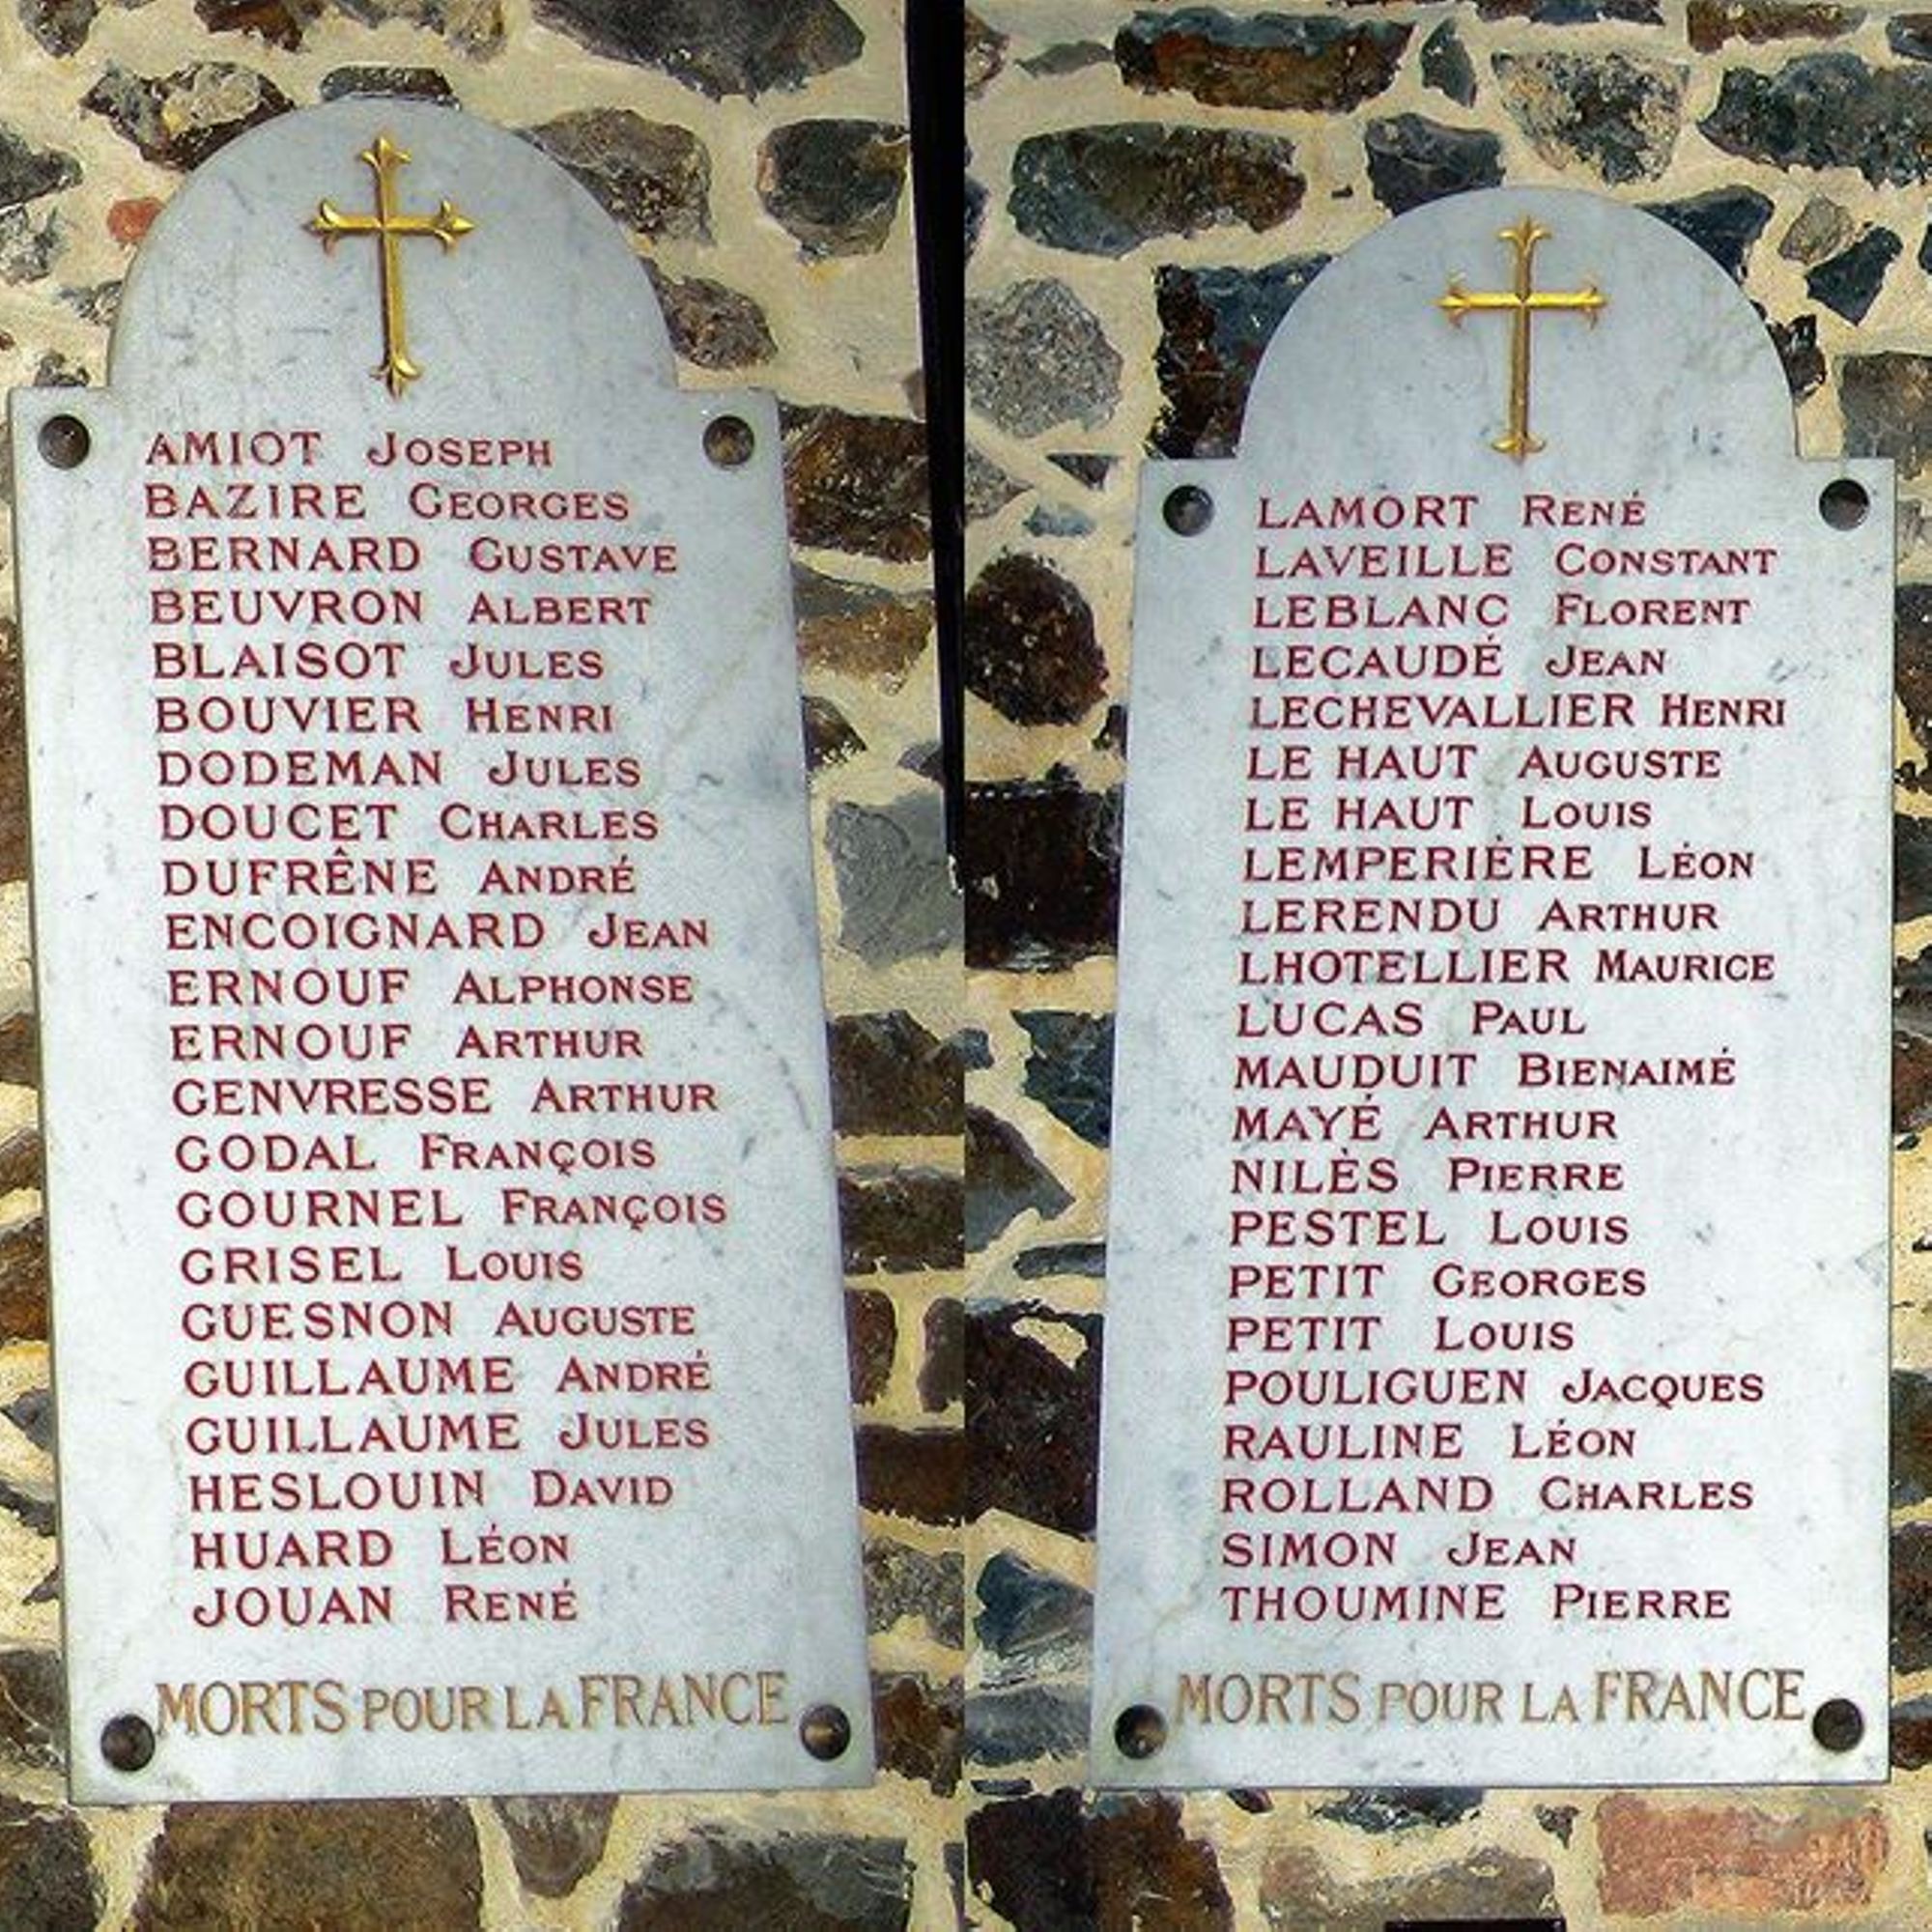 AMIOT JOSEPH
BAZIRE GEORGES
BERNARD GUSTAVE
BEUVRON ALBERT
BLAISOT JULES
BOUVIER HENRI
DODEMAN JULES
DOUCET CHARLES
DUFRÊNE ANDRÉ
ENCOIGNARD JEAN
ERNOUF ALPHONSE
ERNOUF ARTHUR
GENVRESSE ARTHUR
GODAL FRANÇOIS
GOURNEL FRANÇOIS
GRISEL LOUIS
GUESNON AUGUSTE
GUILLAUME ANDRÉ
GUILLAUME JULES
HESLOUIN DAVID
HUARD LÉON
JOUAN RENÉ
MORTS POUR LA FRANCE
LAMORT RENÉ
LAVEILLE CONSTANT
LEBLANC FLORENT
LECAUDÉ JEAN
LECHEVALLIER HENRI
LE HAUT AUGUSTE
LE HAUT LOUIS
LEMPERIÈRE LÉON
LERENDU ARTHUR
LHOTELLIER MAURICE
LUCAS PAUL
MAUDUIT BIENAIMÉ
MAYÉ ARTHUR
NILÈS PIERRE
PESTEL LOUIS
PETIT GEORGES
PETIT LOUIS
POULIGUEN JACQUES
RAULINE LÉON
ROLLAND CHARLES
SIMON JEAN
THOUMINE PIERRE
MORTS POUR LA FRANCE